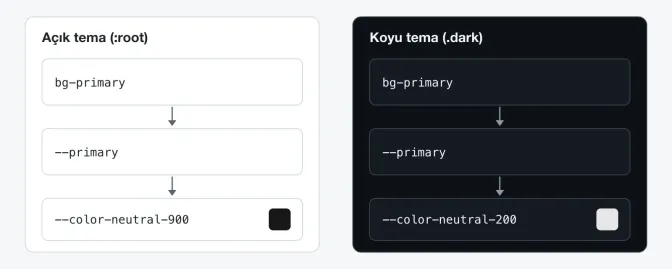 Açık tema (:root)
bg-primary
--primary
--color-neutral-900
Koyu tema (.dark)
bg-primary
--primary
--color-neutral-200